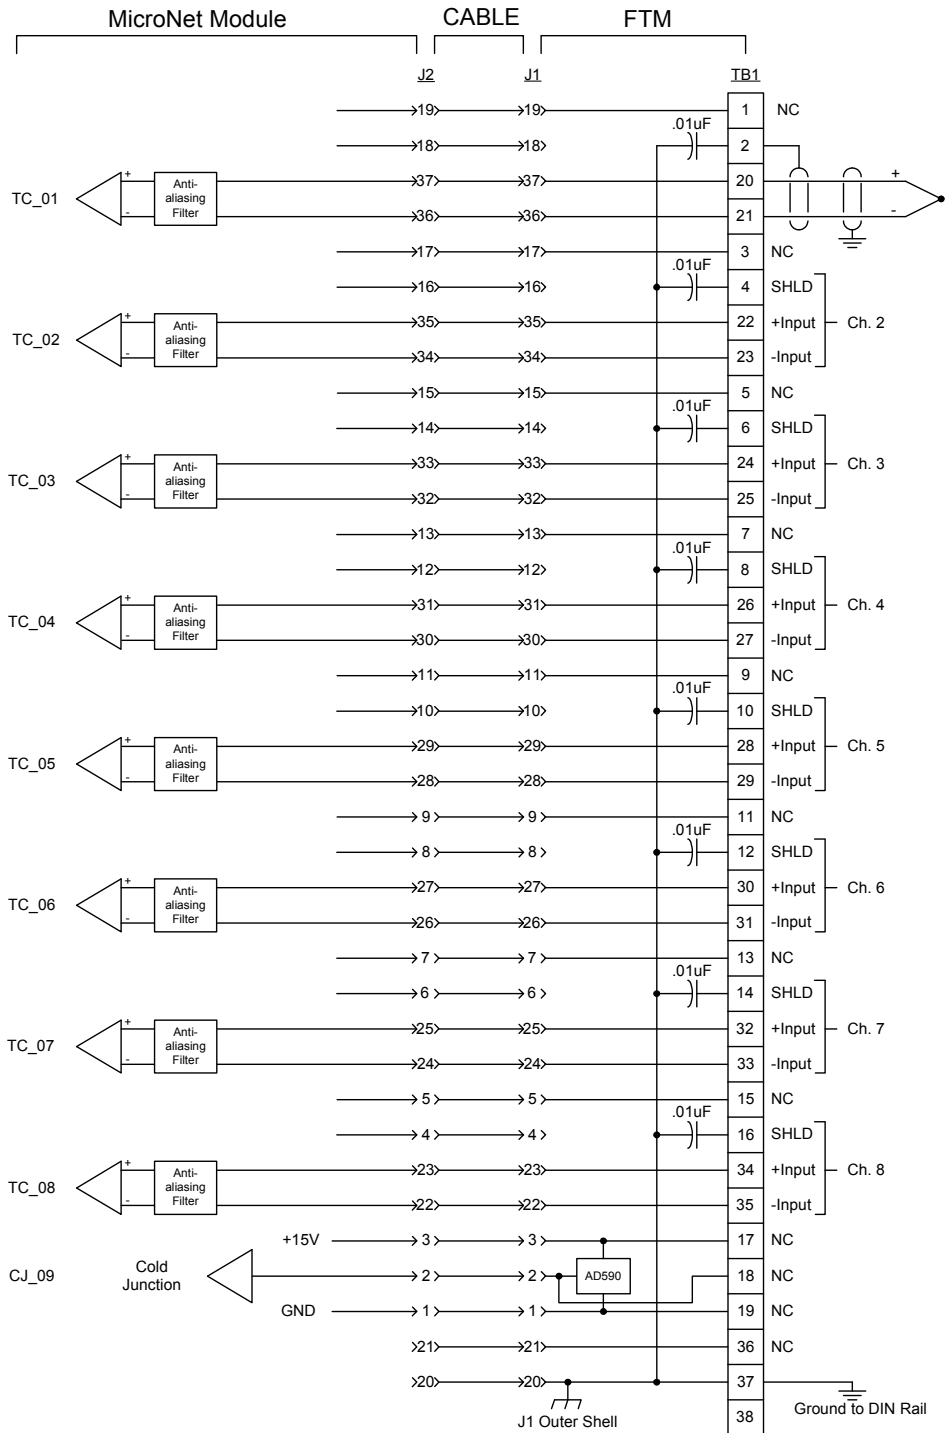 MicroNet Module CABLE FTM
J2 J1 TB1
19 19 1 NC
.01uF
18 18 2
TC_01 + Anti-aliasing Filter 37 37 20 +
- 36 36 21 -
17 17 3 NC
.01uF
16 16 4 SHLD
TC_02 + Anti-aliasing Filter 35 35 22 +Input Ch. 2
- 34 34 23 -Input
15 15 5 NC
.01uF
14 14 6 SHLD
TC_03 + Anti-aliasing Filter 33 33 24 +Input Ch. 3
- 32 32 25 -Input
13 13 7 NC
.01uF
12 12 8 SHLD
TC_04 + Anti-aliasing Filter 31 31 26 +Input Ch. 4
- 30 30 27 -Input
11 11 9 NC
.01uF
10 10 10 SHLD
TC_05 + Anti-aliasing Filter 29 29 28 +Input Ch. 5
- 28 28 29 -Input
9 9 11 NC
.01uF
8 8 12 SHLD
TC_06 + Anti-aliasing Filter 27 27 30 +Input Ch. 6
- 26 26 31 -Input
7 7 13 NC
.01uF
6 6 14 SHLD
TC_07 + Anti-aliasing Filter 25 25 32 +Input Ch. 7
- 24 24 33 -Input
5 5 15 NC
.01uF
4 4 16 SHLD
TC_08 + Anti-aliasing Filter 23 23 34 +Input Ch. 8
- 22 22 35 -Input
+15V 3 3 17 NC
CJ_09 Cold Junction 2 2 AD590 18 NC
GND 1 1 19 NC
21 21 36 NC
20 20 37
J1 Outer Shell 38 Ground to DIN Rail